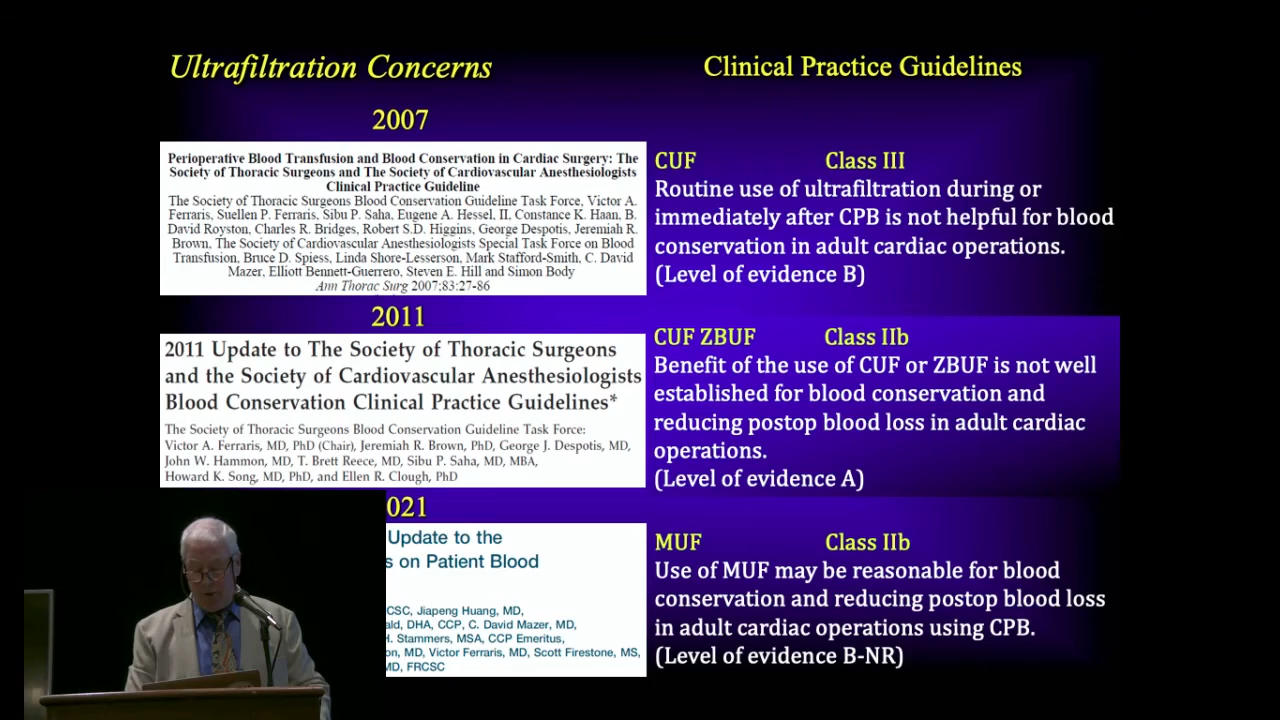 Ultrafiltration Concerns
Clinical Practice Guidelines
2007
Perioperative Blood Transfusion and Blood Conservation in Cardiac Surgery: The
Society of Thoracic Surgeons and The Society of Cardiovascular Anesthesiologists
Clinical Practice Guideline
The Society of Thoracic Surgeons Blood Conservation Guideline Task Force, Victor A.
Ferraris, Suellen P. Ferraris, Sibu P. Saha, Eugene A. Hessel, II, Constance K. Haan, B.
David Royston, Charles R. Bridges, Robert S.D. Higgins, George Despotis, Jeremiah R.
Brown, The Society of Cardiovascular Anesthesiologists Special Task Force on Blood
Transfusion, Bruce D. Spiess, Linda Shore-Lesserson, Mark Stafford-Smith, C. David
Mazer, Elliott Bennett-Guerrero, Steven E. Hill and Simon Body
Ann Thorac Surg 2007;83:27-86
CUF Class III
Routine use of ultrafiltration during or
immediately after CPB is not helpful for blood
conservation in adult cardiac operations.
(Level of evidence B)
2011
2011 Update to The Society of Thoracic Surgeons
and the Society of Cardiovascular Anesthesiologists
Blood Conservation Clinical Practice Guidelines*
The Society of Thoracic Surgeons Blood Conservation Guideline Task Force:
Victor A. Ferraris, MD, PhD (Chair), Jeremiah R. Brown, PhD, George J. Despotis, MD,
John W. Hammon, MD, T. Brett Reece, MD, Sibu P. Saha, MD, MBA,
Howard K. Song, MD, PhD, and Ellen R. Clough, PhD
CUF ZBUF Class IIb
Benefit of the use of CUF or ZBUF is not well
established for blood conservation and
reducing postop blood loss in adult cardiac
operations.
(Level of evidence A)
021
Update to the
s on Patient Blood
CSC, Jiapeng Huang, MD,
ald, DHA, CCP, C. David Mazer, MD,
H. Stammers, MSA, CCP Emeritus,
on, MD, Victor Ferraris, MD, Scott Firestone, MS,
MD, FRCSC
MUF Class IIb
Use of MUF may be reasonable for blood
conservation and reducing postop blood loss
in adult cardiac operations using CPB.
(Level of evidence B-NR)